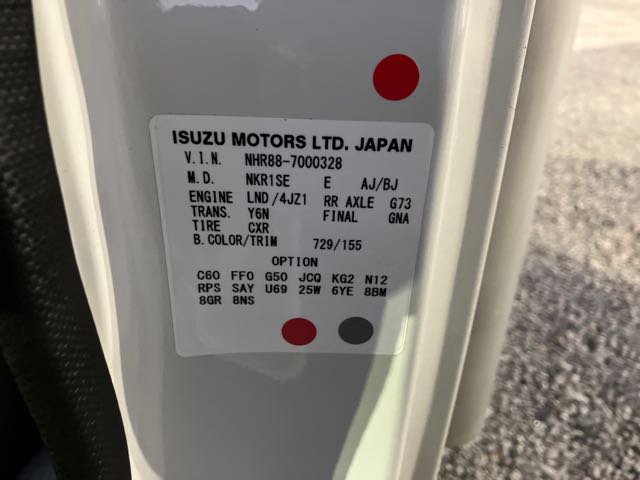 ISUZU MOTORS LTD. JAPAN
V.I.N. NHR88-7000328
M.D. NKR1SE E AJ/BJ
ENGINE LND/4JZ1 RR AXLE G73
TRANS. Y6N FINAL GNA
TIRE CXR
B.COLOR/TRIM 729/155
OPTION
C60 FF0 G50 JCQ KG2 N12
RPS SAY U69 25W 6YE 8BM
8GR 8NS